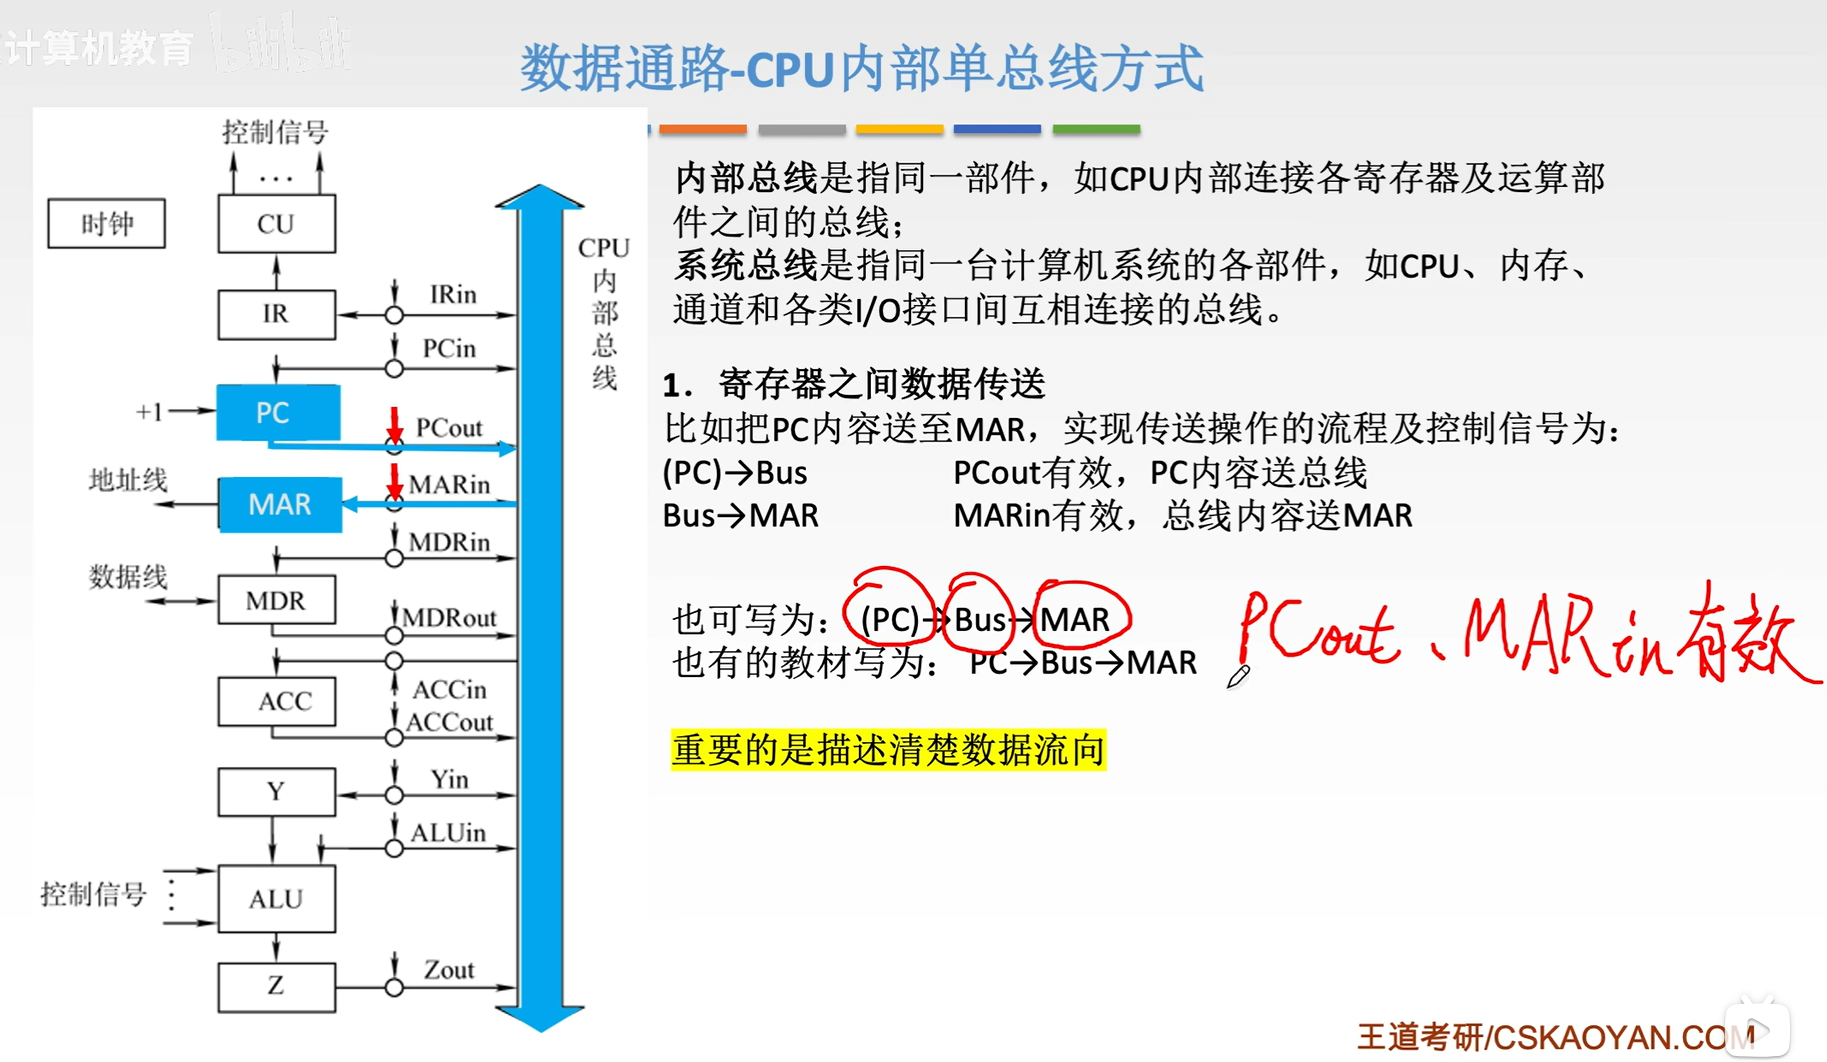 计算机教育 bilibili
数据通路-CPU内部单总线方式
控制信号
...
时钟
CU
IR
IRin
PCin
CPU
内
部
总
线
+1
PC
PCout
地址线
MAR
MARin
MDRin
数据线
MDR
MDRout
ACC
ACCin
ACCout
Y
Yin
ALUin
控制信号
ALU
Z
Zout
内部总线是指同一部件，如CPU内部连接各寄存器及运算部
件之间的总线；
系统总线是指同一台计算机系统的各部件，如CPU、内存、
通道和各类I/O接口间互相连接的总线。
1. 寄存器之间数据传送
比如把PC内容送至MAR，实现传送操作的流程及控制信号为：
(PC)→Bus PCout有效，PC内容送总线
Bus→MAR MARin有效，总线内容送MAR
也可写为： (PC)→Bus→MAR
也有的教材写为： PC→Bus→MAR
PCout、MARin有效
重要的是描述清楚数据流向
王道考研/CSKAOYAN.COM